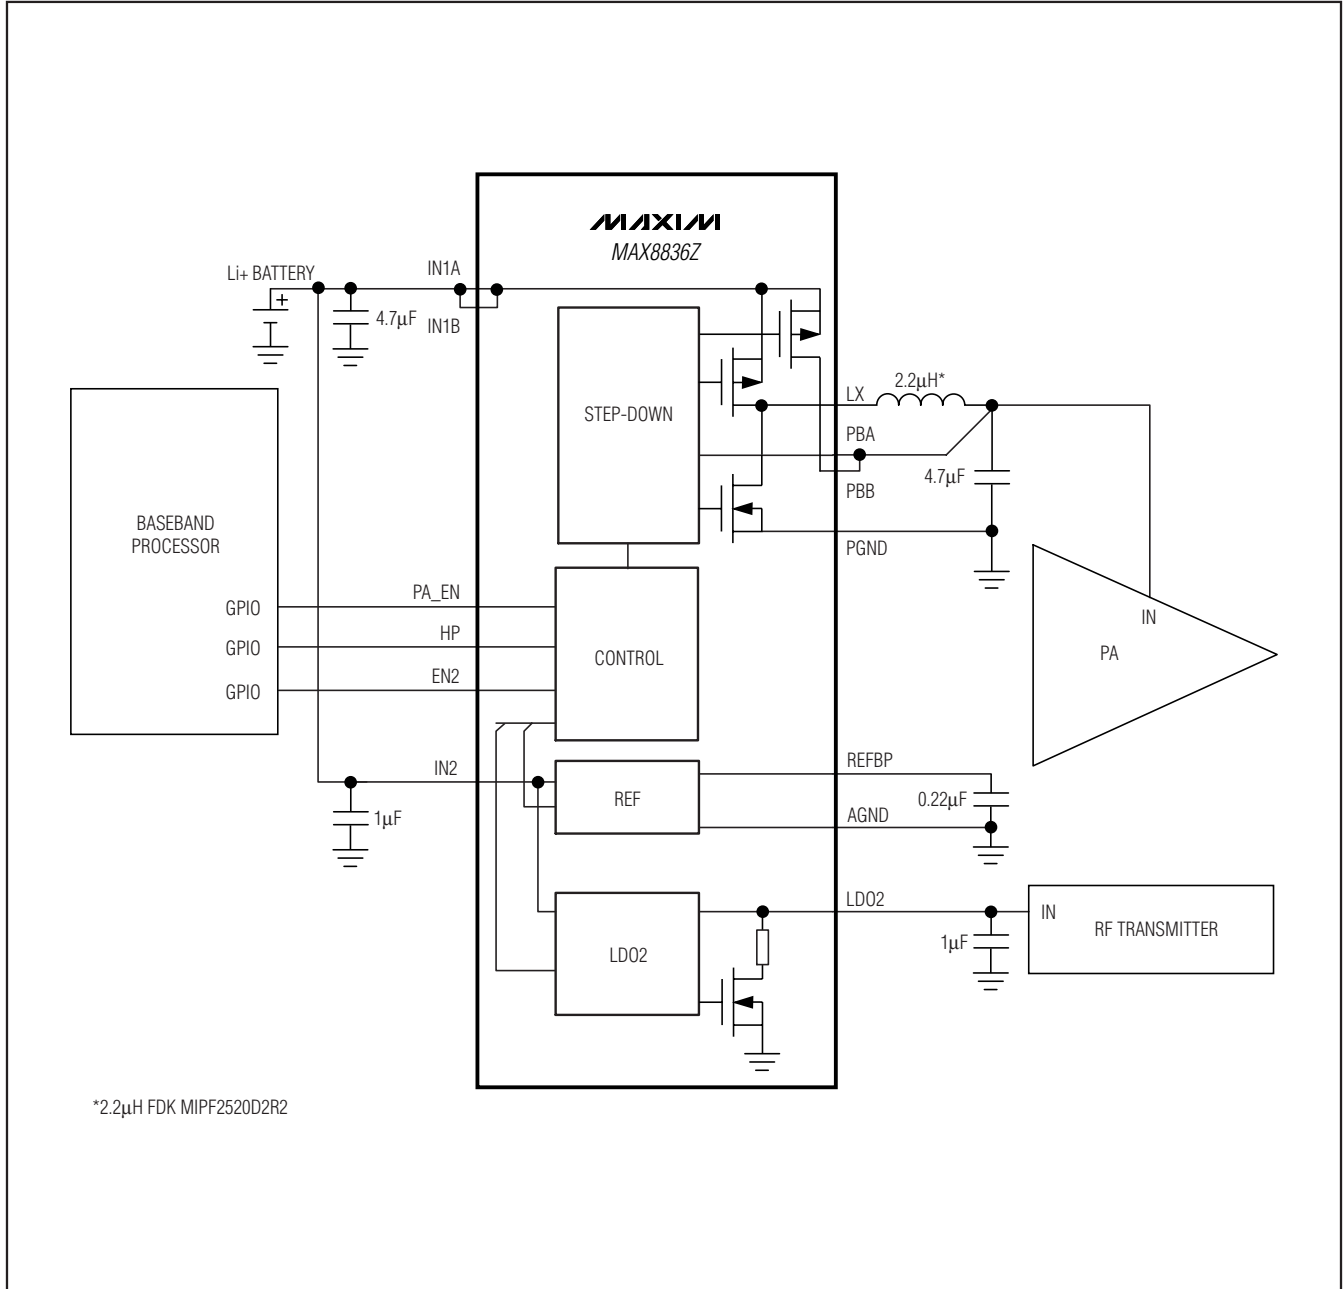 MAXIM
MAX8836Z
Li+ BATTERY
+
4.7μF
IN1A
IN1B
STEP-DOWN
LX
2.2μH*
PBA
PBB
4.7μF
PGND
BASEBAND
PROCESSOR
GPIO
GPIO
GPIO
PA_EN
HP
EN2
CONTROL
IN
PA
IN2
1μF
REF
REFBP
0.22μF
AGND
LDO2
LDO2
1μF
IN
RF TRANSMITTER
*2.2μH FDK MIPF2520D2R2